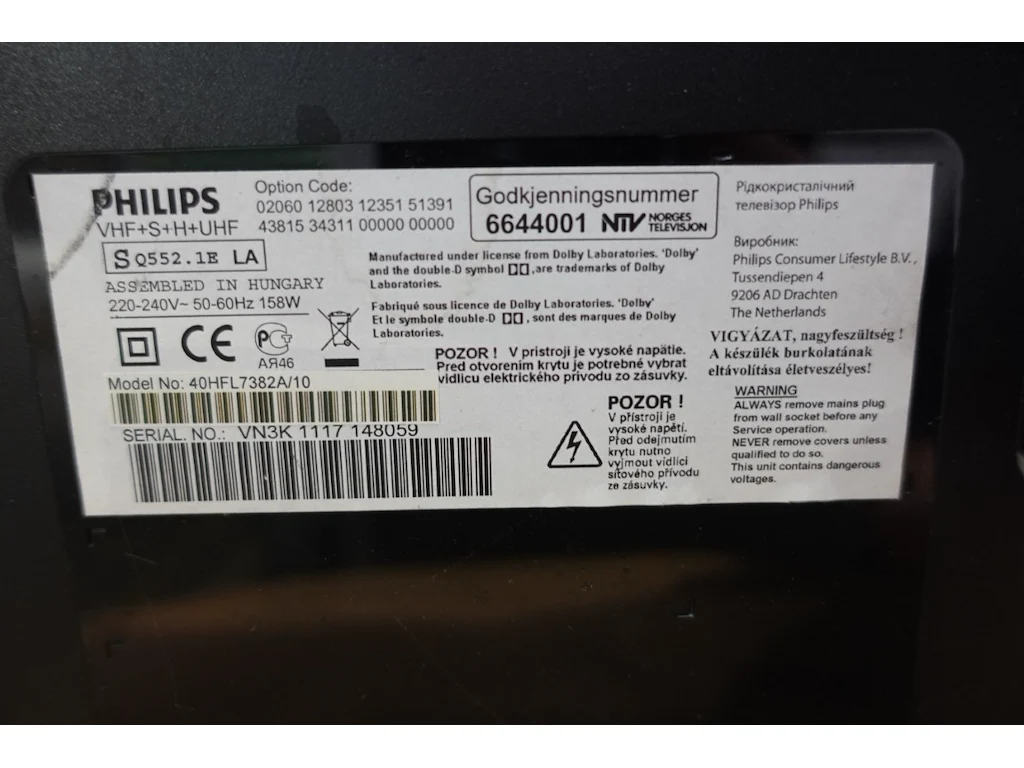 PHILIPS
VHF+S+H+UHF
S Q552.1E LA
ASSEMBLED IN HUNGARY
220-240V~ 50-60Hz 158W
CE
РСТ
АЯ46
Model No: 40HFL7382A/10
SERIAL. NO.: VN3K 1117 148059
Option Code:
02060 12803 12351 51391
43815 34311 00000 00000
Godkjenningsnummer
6644001 NTV NORGES
TELEVISJON
Manufactured under license from Dolby Laboratories. 'Dolby'
and the double-D symbol ,are trademarks of Dolby
Laboratories.
Fabriqué sous licence de Dolby Laboratories. 'Dolby'
Et le symbole double-D , sont des marques de Dolby
Laboratories.
POZOR ! V pristroji je vysoké napätie.
Pred otvorením krytu je potrebné vybrat
vidlicu elektrického prívodu zo zásuvky.
POZOR !
V přístroji je
vysoké napětí.
Před odejmutím
krytu nutno
vyjmout vidlici
síťového přívodu
ze zásuvky.
Рідкокристалічний
телевізор Philips
Виробник:
Philips Consumer Lifestyle B.V.,
Tussendiepen 4
9206 AD Drachten
The Netherlands
VIGYÁZAT, nagyfeszültség !
A készülék burkolatának
eltávolítása életveszélyes!
WARNING
ALWAYS remove mains plug
from wall socket before any
Service operation.
NEVER remove covers unless
qualified to do so.
This unit contains dangerous
voltages.